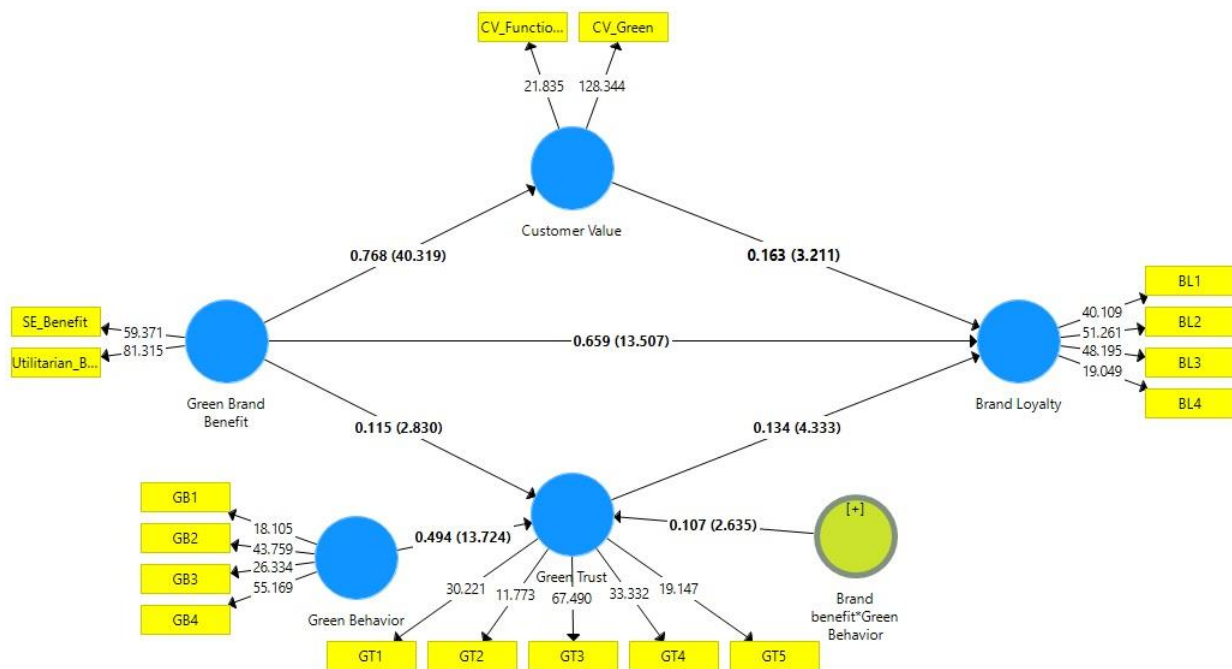 CV_Functio...
CV_Green
21.835
128.344
Customer Value
0.768 (40.319)
0.163 (3.211)
SE_Benefit
59.371
Utilitarian_B...
81.315
Green Brand
Benefit
0.659 (13.507)
BL1
40.109
BL2
51.261
BL3
48.195
BL4
19.049
Brand Loyalty
0.115 (2.830)
0.134 (4.333)
GB1
18.105
GB2
43.759
GB3
26.334
GB4
55.169
Green Behavior
0.494 (13.724)
Green Trust
0.107 (2.635)
[+]
Brand
benefit*Green
Behavior
30.221
11.773
67.490
33.332
19.147
GT1
GT2
GT3
GT4
GT5